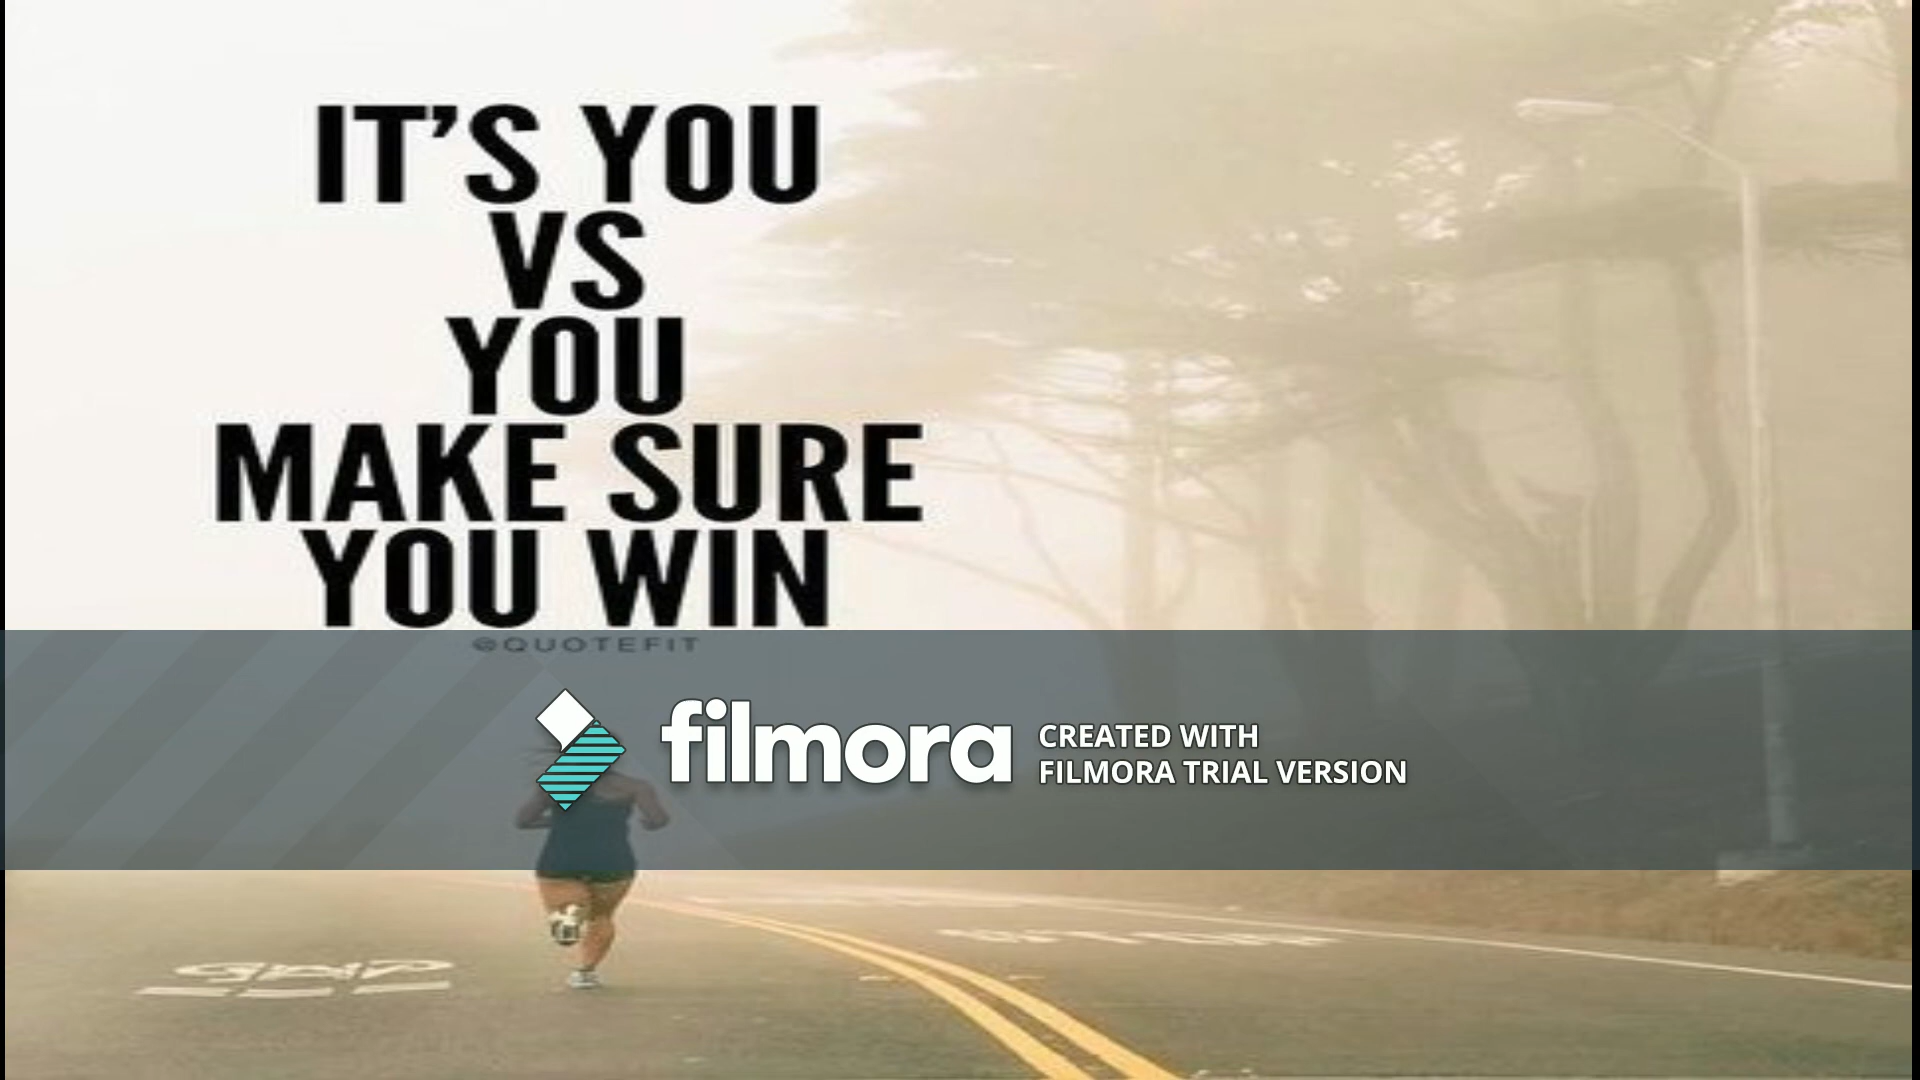 IT'S YOU
VS
YOU
MAKE SURE
YOU WIN
@QUOTEFIT
filmora
CREATED WITH
FILMORA TRIAL VERSION